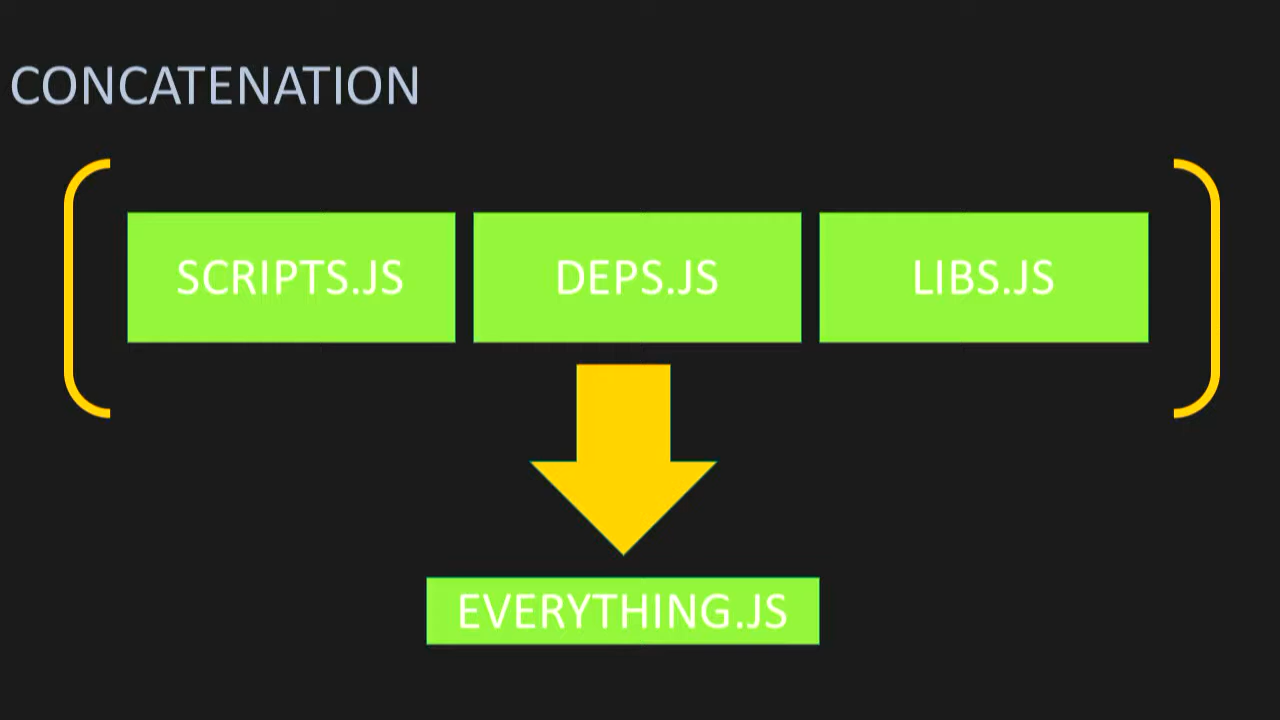 CONCATENATION
SCRIPTS.JS
DEPS.JS
LIBS.JS
EVERYTHING.JS